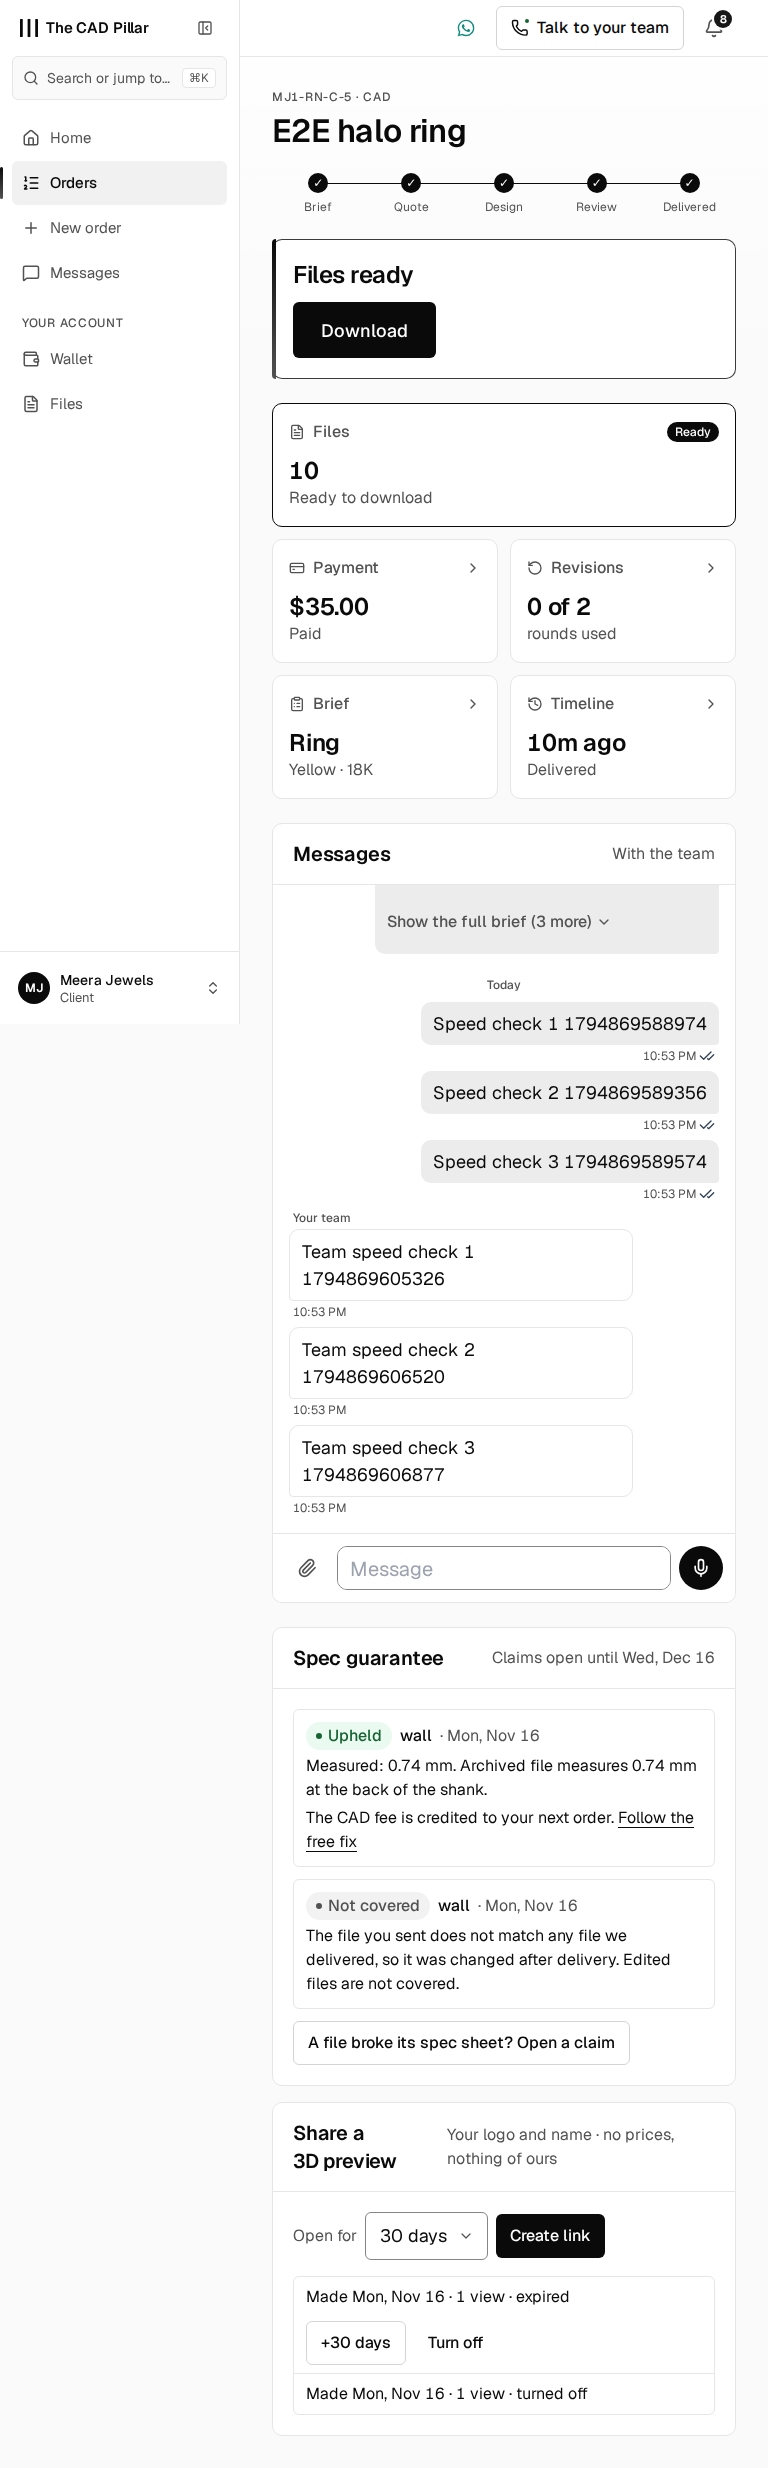 The CAD Pillar
Search or jump to... ⌘K
Home
Orders
New order
Messages
YOUR ACCOUNT
Wallet
Files
MJ
Meera Jewels
Client
Talk to your team
8
MJ1-RN-C-5 · CAD
E2E halo ring
✓ ✓ ✓ ✓ ✓
Brief Quote Design Review Delivered
Files ready
Download
Files Ready
10
Ready to download
Payment
$35.00
Paid
Revisions
0 of 2
rounds used
Brief
Ring
Yellow · 18K
Timeline
10m ago
Delivered
Messages With the team
Show the full brief (3 more)
Today
Speed check 1 1794869588974
10:53 PM
Speed check 2 1794869589356
10:53 PM
Speed check 3 1794869589574
10:53 PM
Your team
Team speed check 1
1794869605326
10:53 PM
Team speed check 2
1794869606520
10:53 PM
Team speed check 3
1794869606877
10:53 PM
Message
Spec guarantee Claims open until Wed, Dec 16
Upheld wall · Mon, Nov 16
Measured: 0.74 mm. Archived file measures 0.74 mm
at the back of the shank.
The CAD fee is credited to your next order. Follow the
free fix
Not covered wall · Mon, Nov 16
The file you sent does not match any file we
delivered, so it was changed after delivery. Edited
files are not covered.
A file broke its spec sheet? Open a claim
Share a
3D preview
Your logo and name · no prices,
nothing of ours
Open for 30 days Create link
Made Mon, Nov 16 · 1 view · expired
+30 days Turn off
Made Mon, Nov 16 · 1 view · turned off